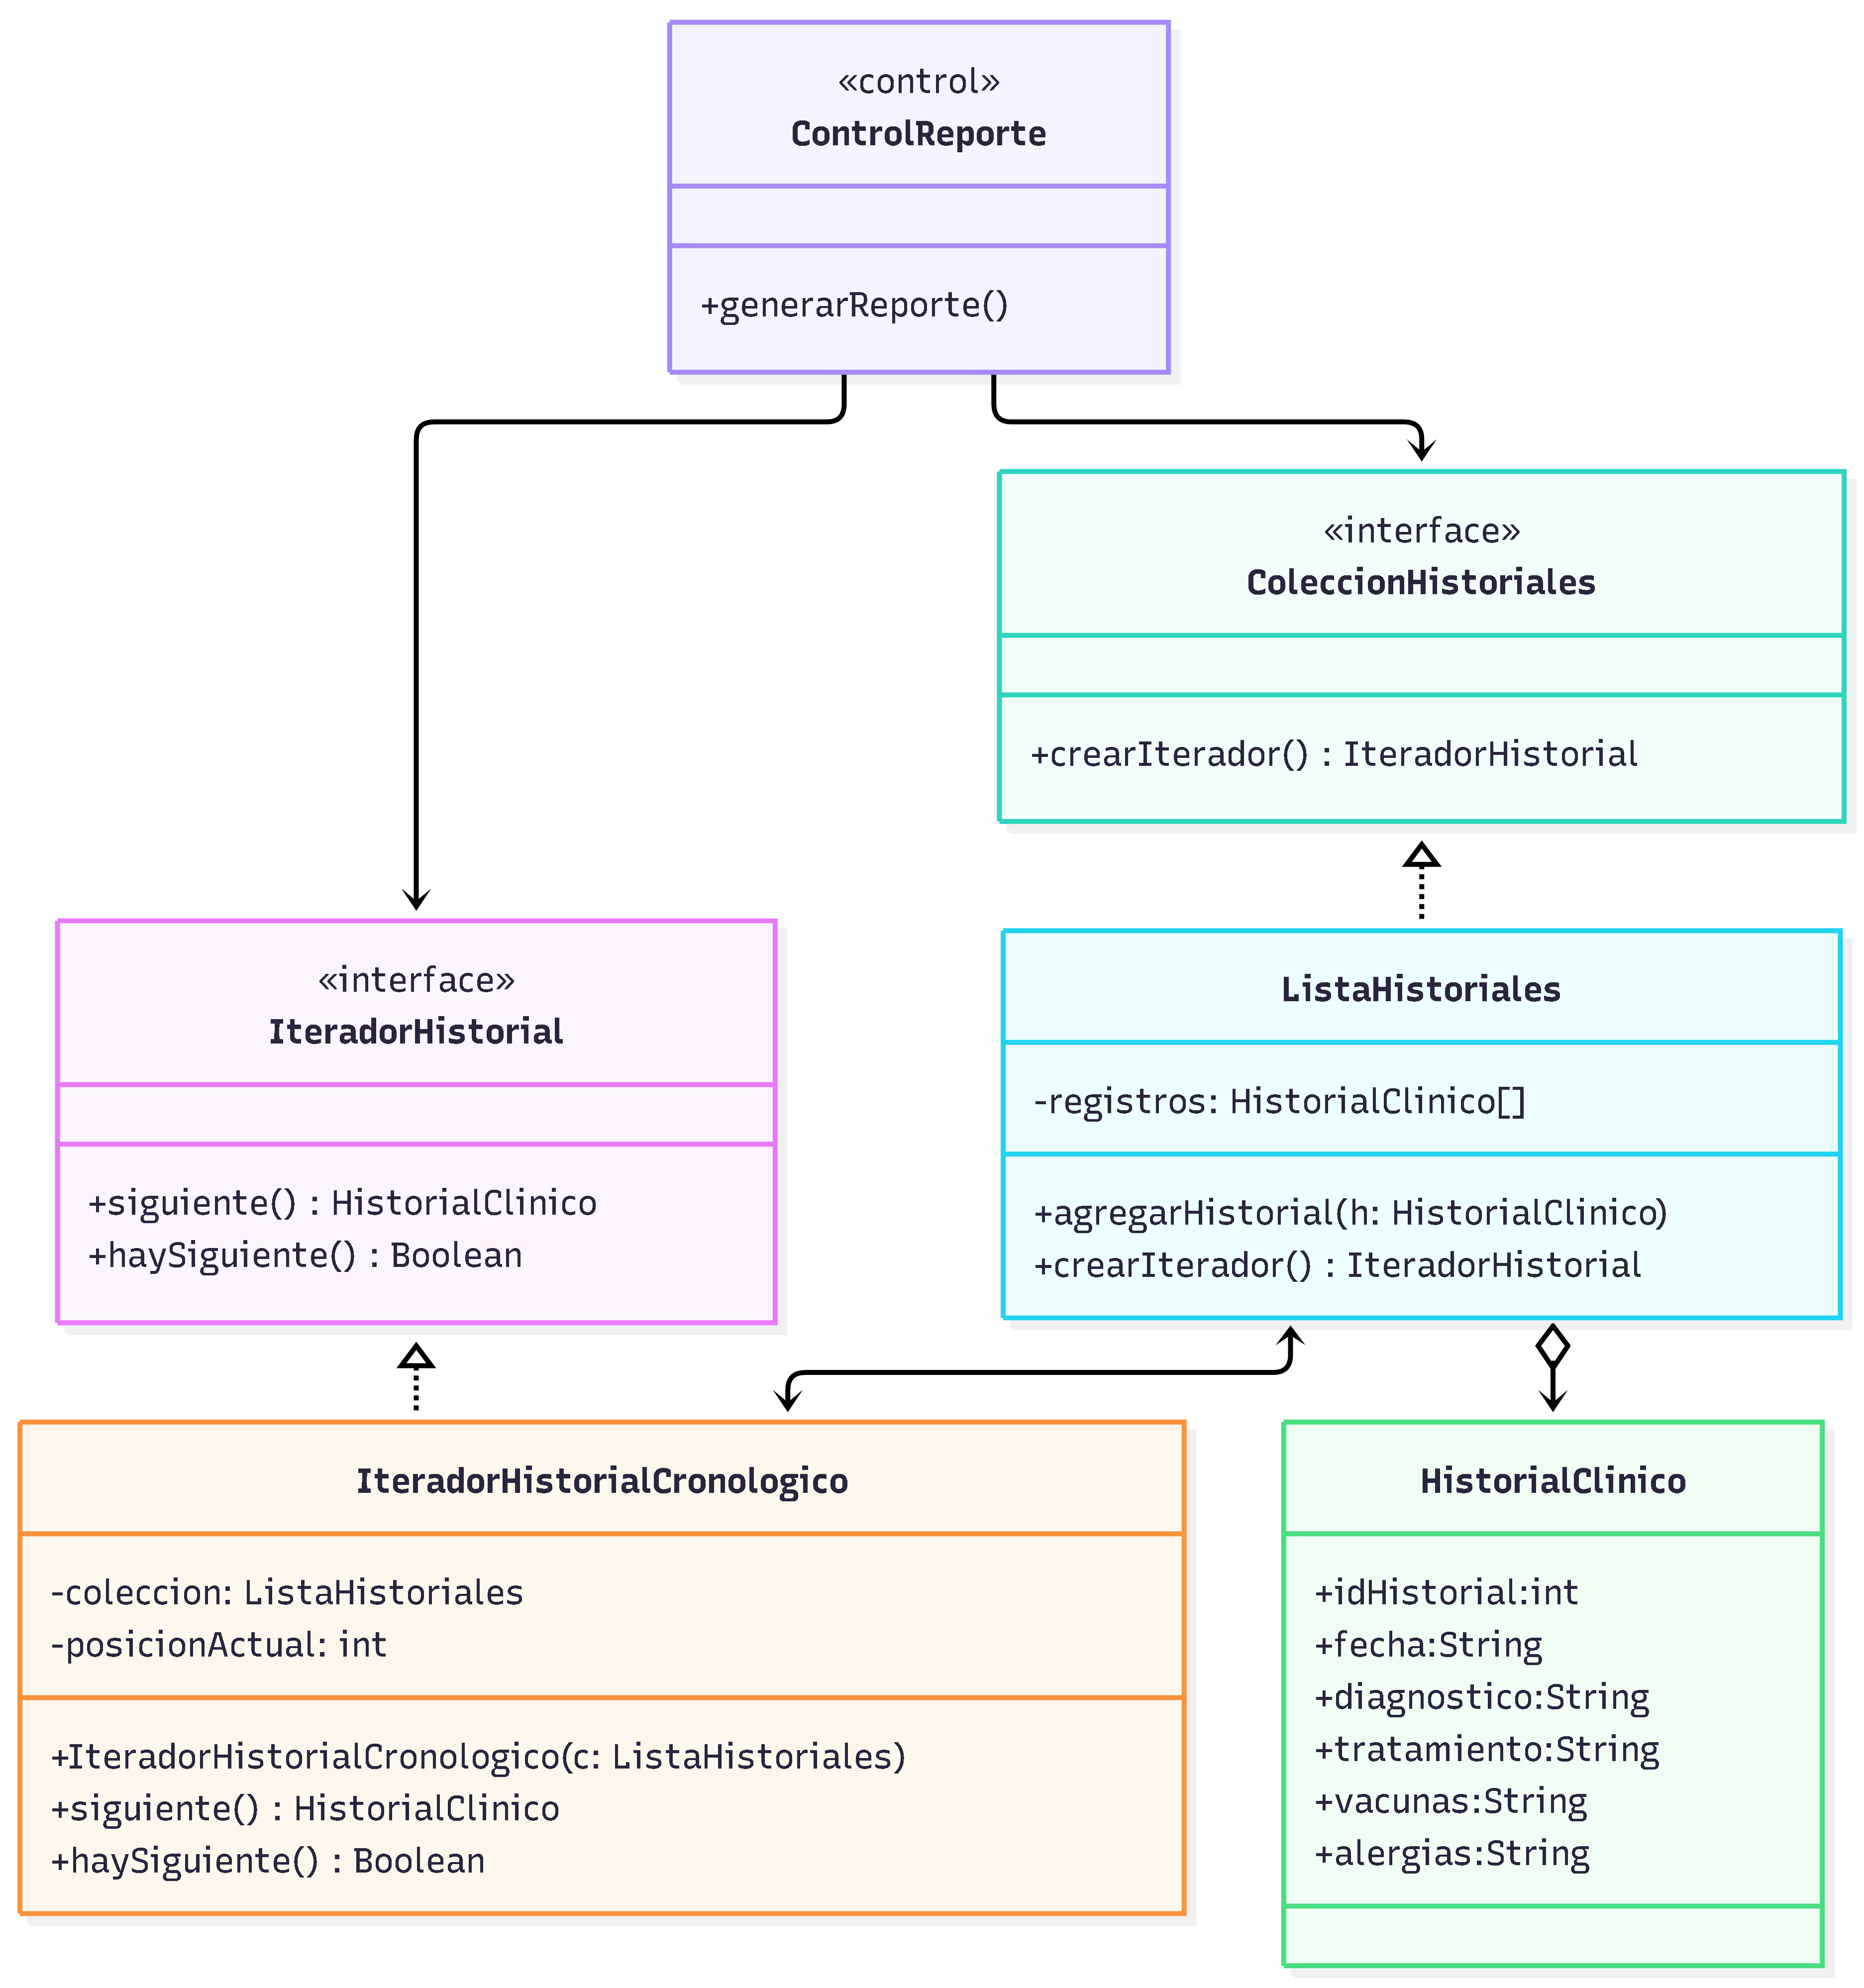 «control»
ControlReporte
+generarReporte()
«interface»
ColeccionHistoriales
+crearIterador() : IteradorHistorial
«interface»
IteradorHistorial
+siguiente() : HistorialClinico
+haySiguiente() : Boolean
ListaHistoriales
-registros: HistorialClinico[]
+agregarHistorial(h: HistorialClinico)
+crearIterador() : IteradorHistorial
IteradorHistorialCronologico
-coleccion: ListaHistoriales
-posicionActual: int
+IteradorHistorialCronologico(c: ListaHistoriales)
+siguiente() : HistorialClinico
+haySiguiente() : Boolean
HistorialClinico
+idHistorial:int
+fecha:String
+diagnostico:String
+tratamiento:String
+vacunas:String
+alergias:String